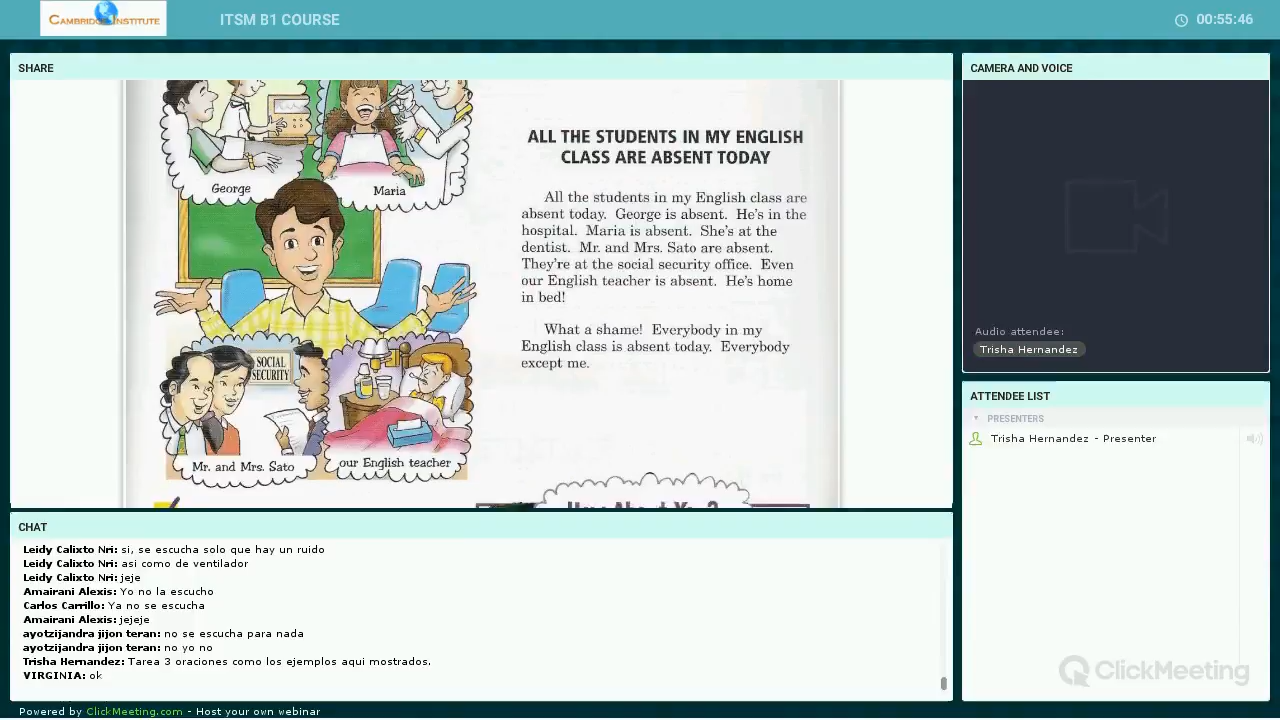 CAMBRIDGE INSTITUTE
ITSM B1 COURSE
00:55:46
SHARE
George
Maria
SOCIAL
SECURITY
Mr. and Mrs. Sato
our English teacher
ALL THE STUDENTS IN MY ENGLISH
CLASS ARE ABSENT TODAY
All the students in my English class are
absent today. George is absent. He's in the
hospital. Maria is absent. She's at the
dentist. Mr. and Mrs. Sato are absent.
They're at the social security office. Even
our English teacher is absent. He's home
in bed!
What a shame! Everybody in my
English class is absent today. Everybody
except me.
CAMERA AND VOICE
Audio attendee:
Trisha Hernandez
ATTENDEE LIST
PRESENTERS
Trisha Hernandez - Presenter
ClickMeeting
CHAT
Leidy Calixto Nri: si, se escucha solo que hay un ruido
Leidy Calixto Nri: asi como de ventilador
Leidy Calixto Nri: jeje
Amairani Alexis: Yo no la escucho
Carlos Carrillo: Ya no se escucha
Amairani Alexis: jejeje
ayotzijandra jijon teran: no se escucha para nada
ayotzijandra jijon teran: no yo no
Trisha Hernandez: Tarea 3 oraciones como los ejemplos aqui mostrados.
VIRGINIA: ok
Powered by ClickMeeting.com - Host your own webinar